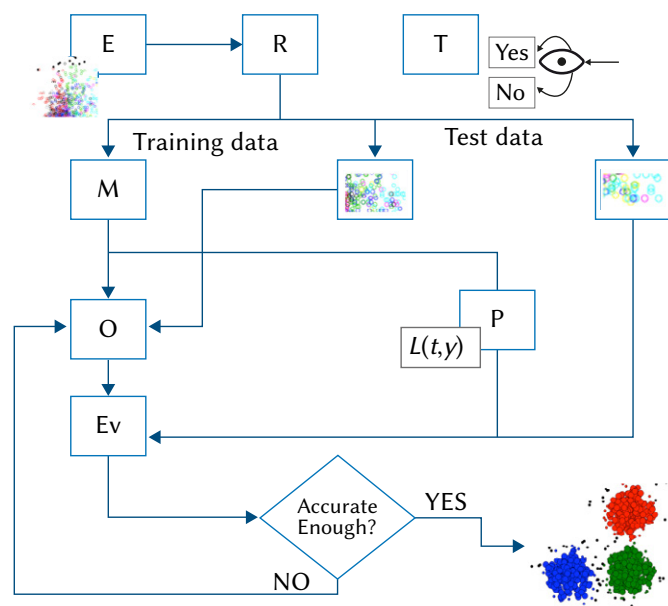 E
R
T
Yes
No
Training data
Test data
M
O
P
L(t,y)
Ev
Accurate
Enough?
YES
NO